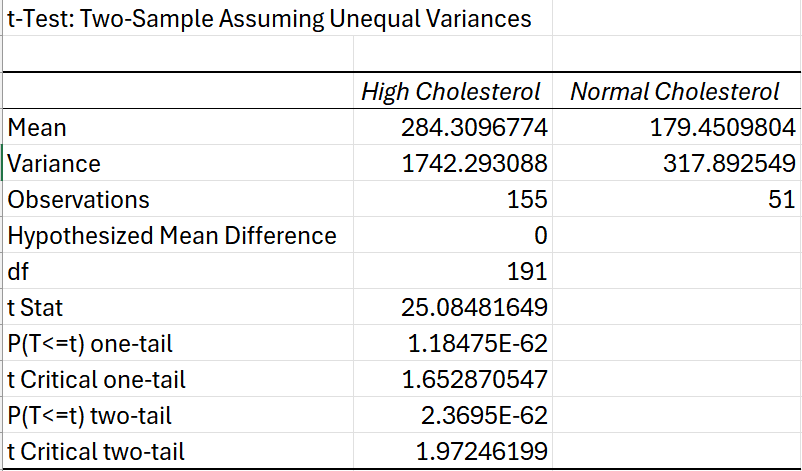 t-Test: Two-Sample Assuming Unequal Variances
High Cholesterol Normal Cholesterol
Mean 284.3096774 179.4509804
Variance 1742.293088 317.892549
Observations 155 51
Hypothesized Mean Difference 0
df 191
t Stat 25.08481649
P(T<=t) one-tail 1.18475E-62
t Critical one-tail 1.652870547
P(T<=t) two-tail 2.3695E-62
t Critical two-tail 1.97246199